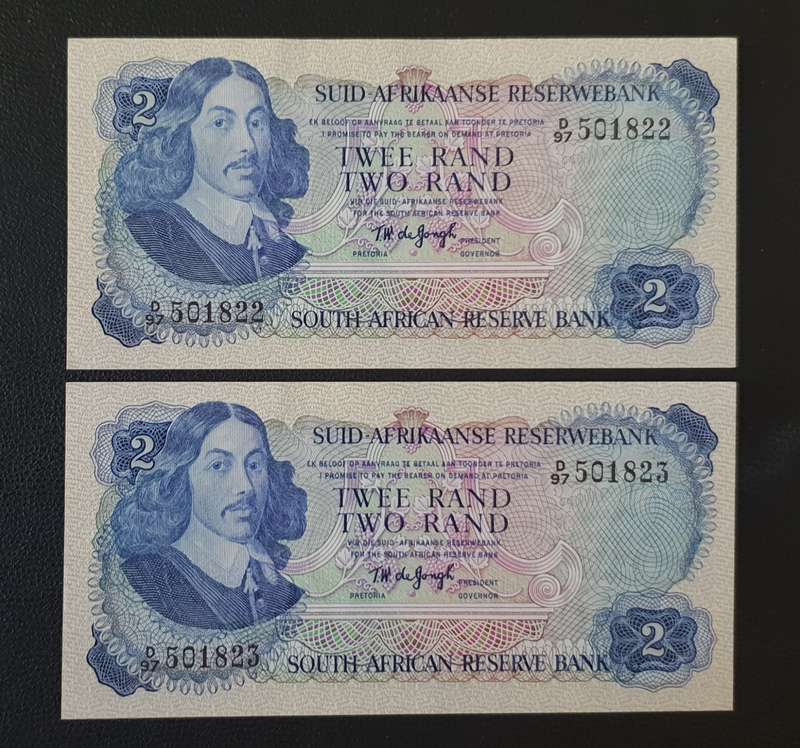 2
SUID-AFRIKAANSE RESERWEBANK
EK BELOOF OP AANVRAAG TE BETAAL AAN TOONDER TE PRETORIA
I PROMISE TO PAY THE BEARER ON DEMAND AT PRETORIA
D/97 501822
TWEE RAND
TWO RAND
VIR DIE SUID-AFRIKAANSE RESERWEBANK
FOR THE SOUTH AFRICAN RESERVE BANK
T.W. de Jongh
PRESIDENT
PRETORIA GOVERNOR
2
D/97 501822
SOUTH AFRICAN RESERVE BANK
2
SUID-AFRIKAANSE RESERWEBANK
EK BELOOF OP AANVRAAG TE BETAAL AAN TOONDER TE PRETORIA
I PROMISE TO PAY THE BEARER ON DEMAND AT PRETORIA
D/97 501823
TWEE RAND
TWO RAND
VIR DIE SUID-AFRIKAANSE RESERWEBANK
FOR THE SOUTH AFRICAN RESERVE BANK
T.W. de Jongh
PRESIDENT
PRETORIA GOVERNOR
2
D/97 501823
SOUTH AFRICAN RESERVE BANK